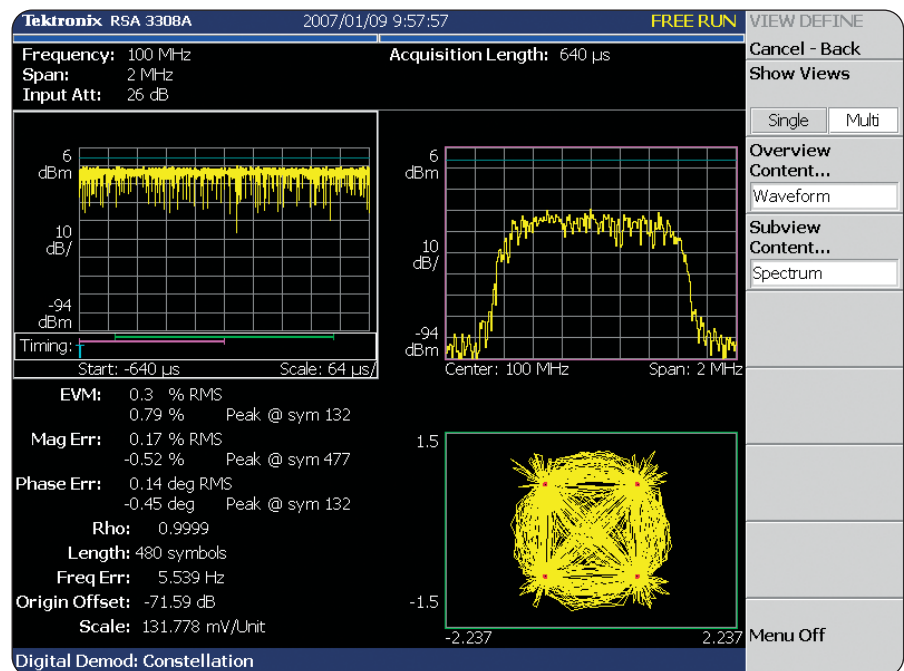 Tektronix RSA 3308A 2007/01/09 9:57:57 FREE RUN
VIEW DEFINE
Frequency: 100 MHz
Span: 2 MHz
Input Att: 26 dB
Acquisition Length: 640 µs
Cancel - Back
Show Views
Single Multi
Overview
Content...
Waveform
Subview
Content...
Spectrum
Menu Off
6
dBm
10
dB/
-94
dBm
Timing:
Start: -640 µs Scale: 64 µs/
6
dBm
10
dB/
-94
dBm
Center: 100 MHz Span: 2 MHz
EVM: 0.3 % RMS
0.79 % Peak @ sym 132
Mag Err: 0.17 % RMS
-0.52 % Peak @ sym 477
Phase Err: 0.14 deg RMS
-0.45 deg Peak @ sym 132
Rho: 0.9999
Length: 480 symbols
Freq Err: 5.539 Hz
Origin Offset: -71.59 dB
Scale: 131.778 mV/Unit
1.5
-1.5
-2.237 2.237
Digital Demod: Constellation